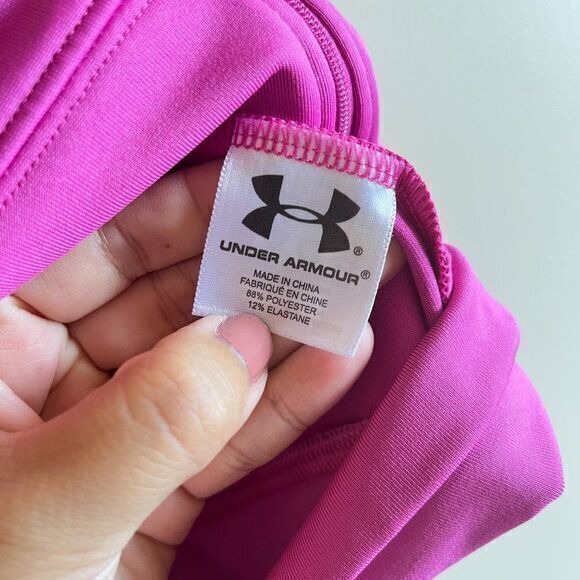 ®
UNDER ARMOUR®
MADE IN CHINA
FABRIQUÉ EN CHINE
88% POLYESTER
12% ELASTANE